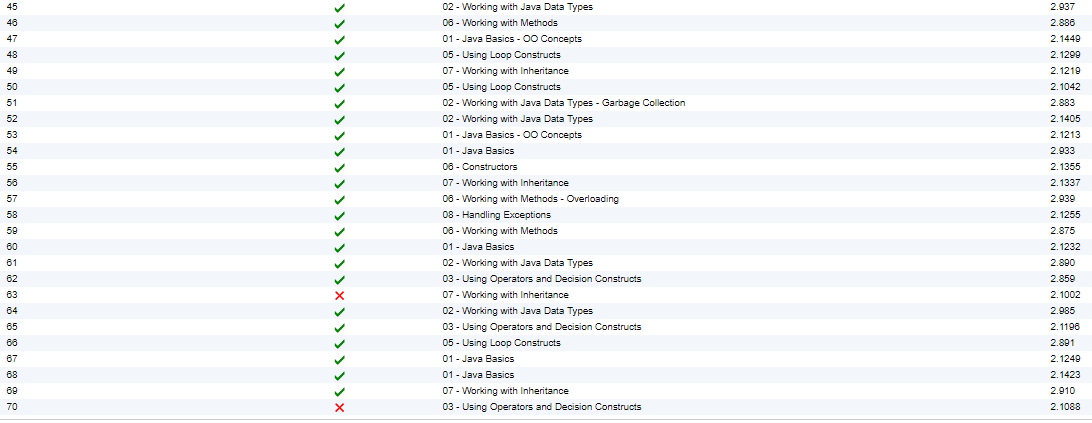 45 02 - Working with Java Data Types 2.937
46 06 - Working with Methods 2.886
47 01 - Java Basics - OO Concepts 2.1449
48 05 - Using Loop Constructs 2.1299
49 07 - Working with Inheritance 2.1219
50 05 - Using Loop Constructs 2.1042
51 02 - Working with Java Data Types - Garbage Collection 2.883
52 02 - Working with Java Data Types 2.1405
53 01 - Java Basics - OO Concepts 2.1213
54 01 - Java Basics 2.933
55 06 - Constructors 2.1355
56 07 - Working with Inheritance 2.1337
57 06 - Working with Methods - Overloading 2.939
58 08 - Handling Exceptions 2.1255
59 06 - Working with Methods 2.875
60 01 - Java Basics 2.1232
61 02 - Working with Java Data Types 2.890
62 03 - Using Operators and Decision Constructs 2.859
63 07 - Working with Inheritance 2.1002
64 02 - Working with Java Data Types 2.985
65 03 - Using Operators and Decision Constructs 2.1196
66 05 - Using Loop Constructs 2.891
67 01 - Java Basics 2.1249
68 01 - Java Basics 2.1423
69 07 - Working with Inheritance 2.910
70 03 - Using Operators and Decision Constructs 2.1088